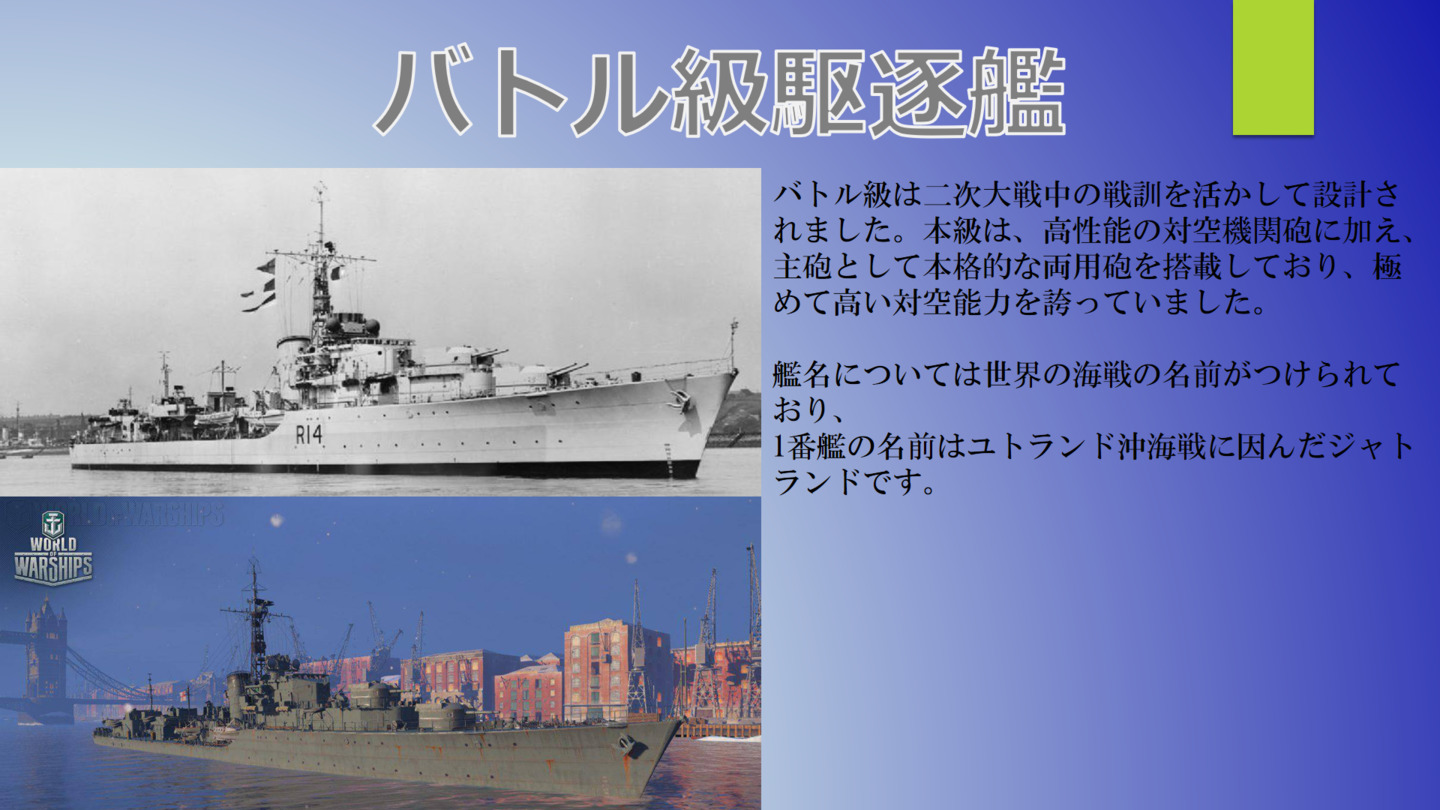 バトル級駆逐艦
バトル級は二次大戦中の戦訓を活かして設計さ
れました。本級は、高性能の対空機関砲に加え、
主砲として本格的な両用砲を搭載しており、極
めて高い対空能力を誇っていました。
艦名については世界の海戦の名前がつけられて
おり、
1番艦の名前はユトランド沖海戦に因んだジャト
ランドです。
R14
WORLD OF WARSHIPS
WORLD
OF
WARSHIPS